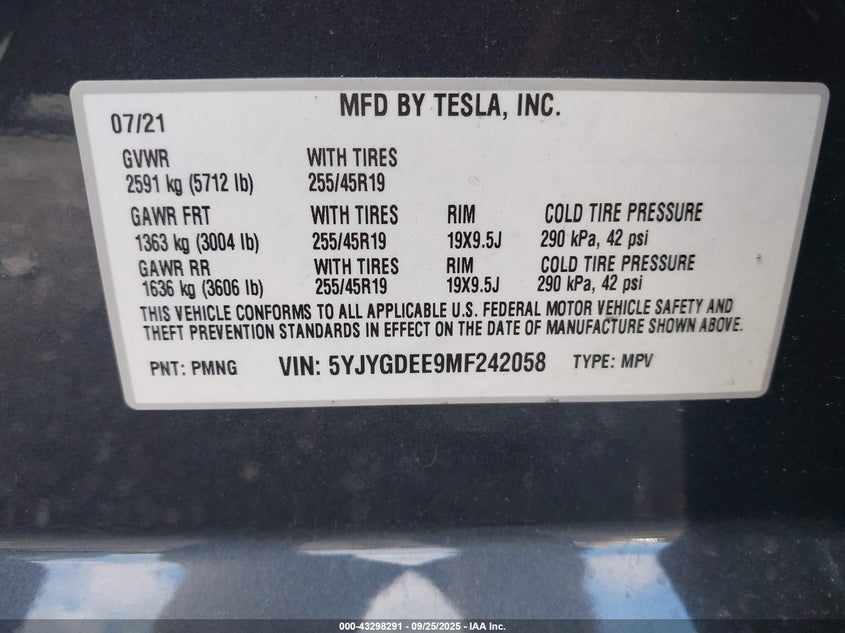 MFD BY TESLA, INC.
07/21
GVWR WITH TIRES
2591 kg (5712 lb) 255/45R19
GAWR FRT WITH TIRES RIM COLD TIRE PRESSURE
1363 kg (3004 lb) 255/45R19 19X9.5J 290 kPa, 42 psi
GAWR RR WITH TIRES RIM COLD TIRE PRESSURE
1636 kg (3606 lb) 255/45R19 19X9.5J 290 kPa, 42 psi
THIS VEHICLE CONFORMS TO ALL APPLICABLE U.S. FEDERAL MOTOR VEHICLE SAFETY AND
THEFT PREVENTION STANDARDS IN EFFECT ON THE DATE OF MANUFACTURE SHOWN ABOVE.
PNT: PMNG VIN: 5YJYGDEE9MF242058 TYPE: MPV
000-43298291 - 09/25/2025 - IAA Inc.